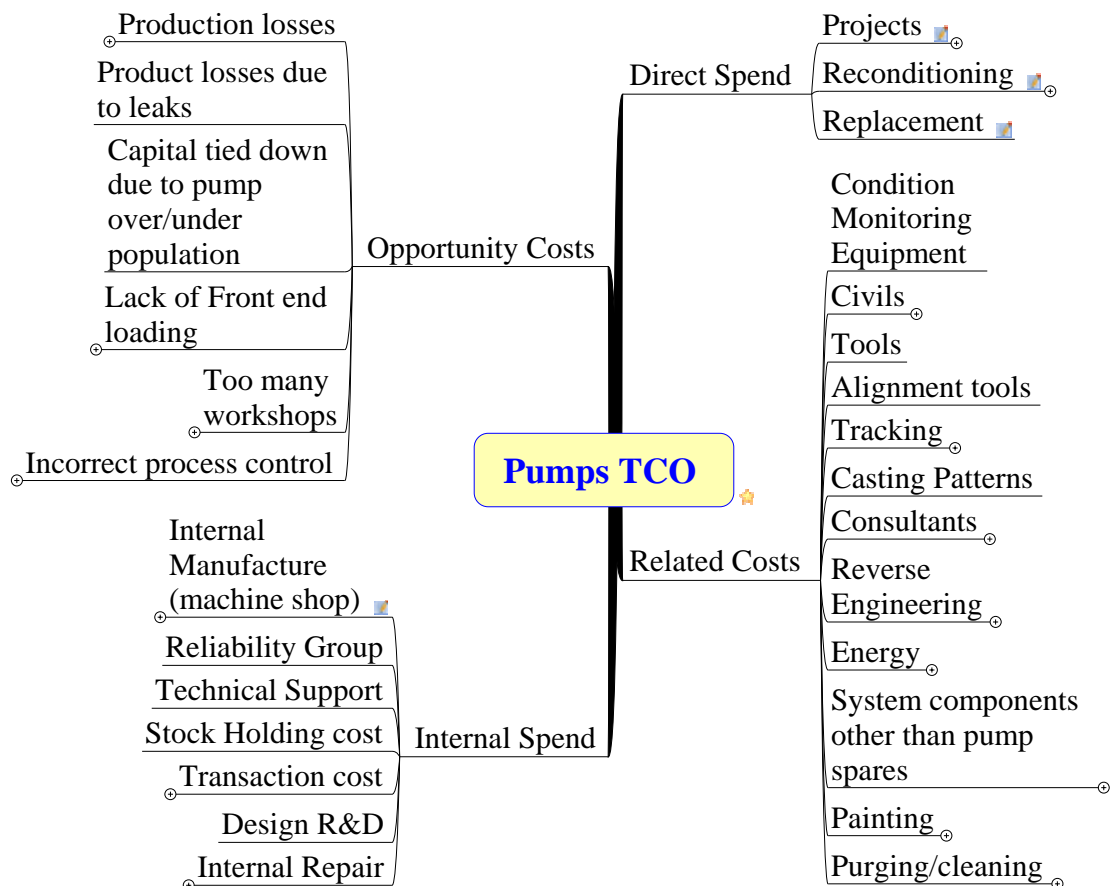 Pumps TCO
Direct Spend
Projects
Reconditioning
Replacement
Related Costs
Condition
Monitoring
Equipment
Civils
Tools
Alignment tools
Tracking
Casting Patterns
Consultants
Reverse
Engineering
Energy
System components
other than pump
spares
Painting
Purging/cleaning
Opportunity Costs
Production losses
Product losses due
to leaks
Capital tied down
due to pump
over/under
population
Lack of Front end
loading
Too many
workshops
Incorrect process control
Internal Spend
Internal
Manufacture
(machine shop)
Reliability Group
Technical Support
Stock Holding cost
Transaction cost
Design R&D
Internal Repair